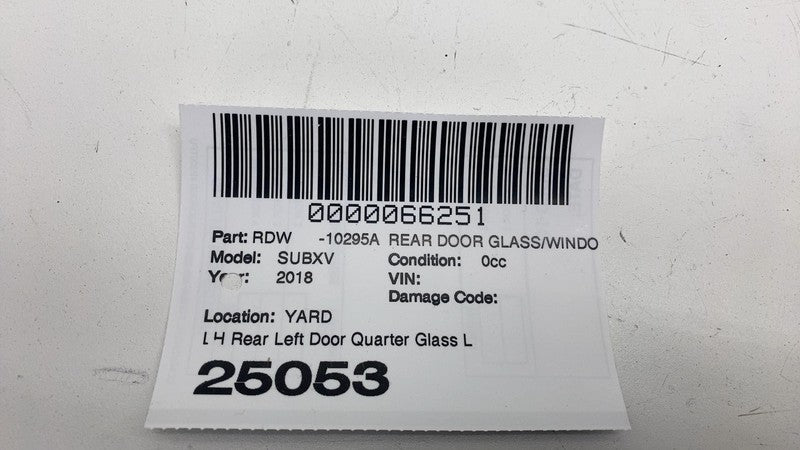 0000066251
Part: RDW -10295A REAR DOOR GLASS/WINDO
Model: SUBXV Condition: 0cc
Year: 2018 VIN:
Damage Code:
Location: YARD
LH Rear Left Door Quarter Glass L
25053